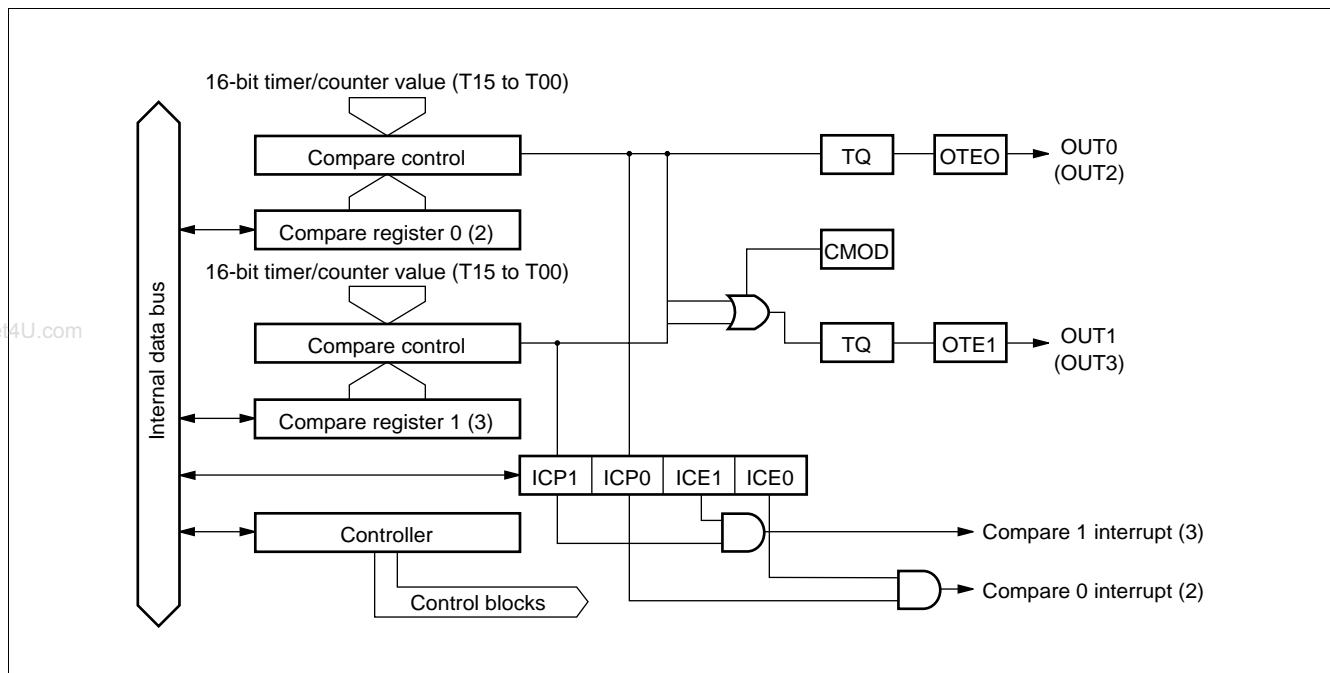 16-bit timer/counter value (T15 to T00)
Compare control
TQ
OTEO
OUT0
(OUT2)
Compare register 0 (2)
CMOD
16-bit timer/counter value (T15 to T00)
Internal data bus
et4U.com
Compare control
TQ
OTE1
OUT1
(OUT3)
Compare register 1 (3)
ICP1 ICP0 ICE1 ICE0
Controller
Compare 1 interrupt (3)
Control blocks
Compare 0 interrupt (2)